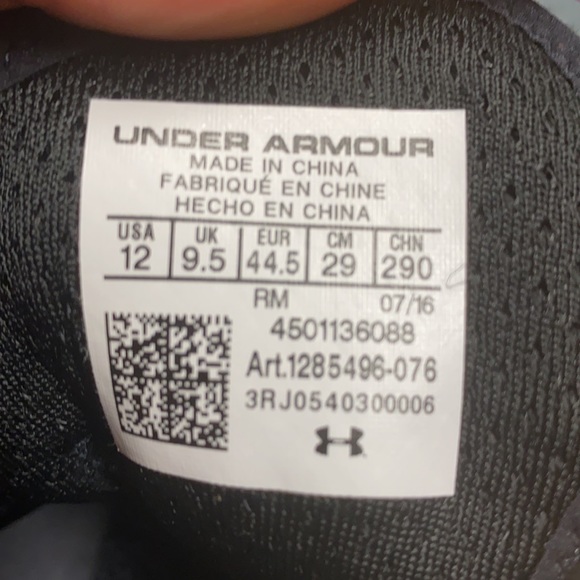 UNDER ARMOUR
MADE IN CHINA
FABRIQUÉ EN CHINE
HECHO EN CHINA
USA UK EUR CM CHN
12 9.5 44.5 29 290
RM 07/16
4501136088
Art.1285496-076
3RJ0540300006